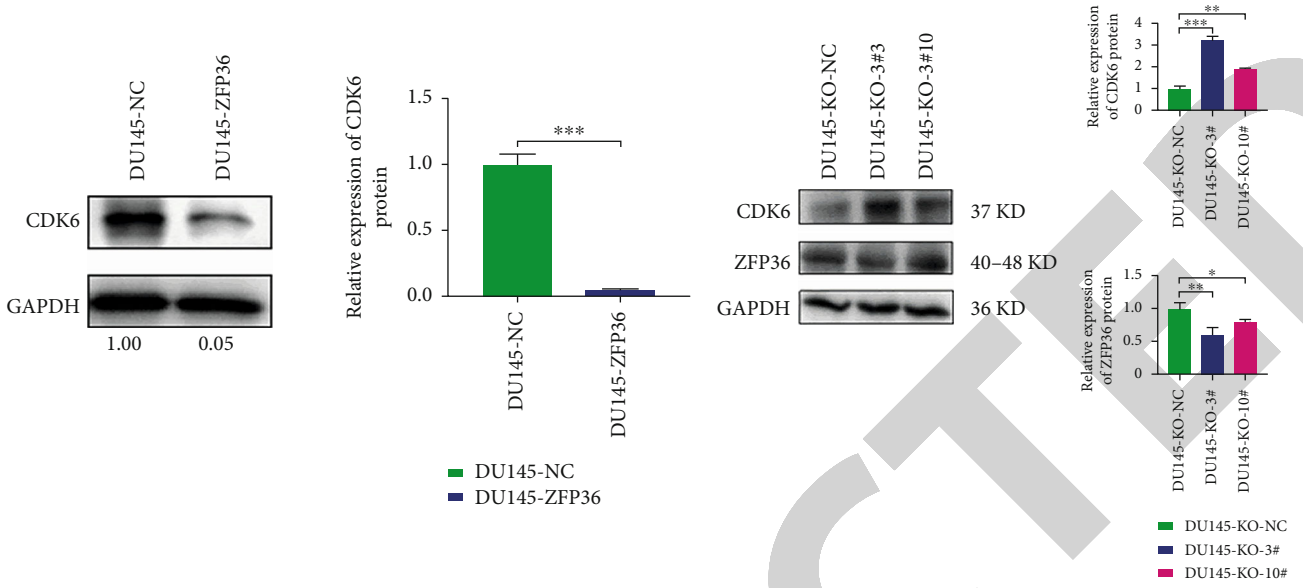 DU145-NC
DU145-ZFP36
CDK6
GAPDH
1.00
0.05
Relative expression of CDK6
protein
1.5
1.0
0.5
0.0
***
DU145-NC
DU145-ZFP36
DU145-NC
DU145-ZFP36
DU145-KO-NC
DU145-KO-3#3
DU145-KO-3#10
CDK6
37 KD
ZFP36
40–48 KD
GAPDH
36 KD
Relative expression
of CDK6 protein
4
3
2
1
0
**
***
DU145-KO-NC
DU145-KO-3#
DU145-KO-10#
Relative expression
of ZFP36 protein
1.5
1.0
0.5
0
*
**
DU145-KO-NC
DU145-KO-3#
DU145-KO-10#
DU145-KO-NC
DU145-KO-3#
DU145-KO-10#
CTED